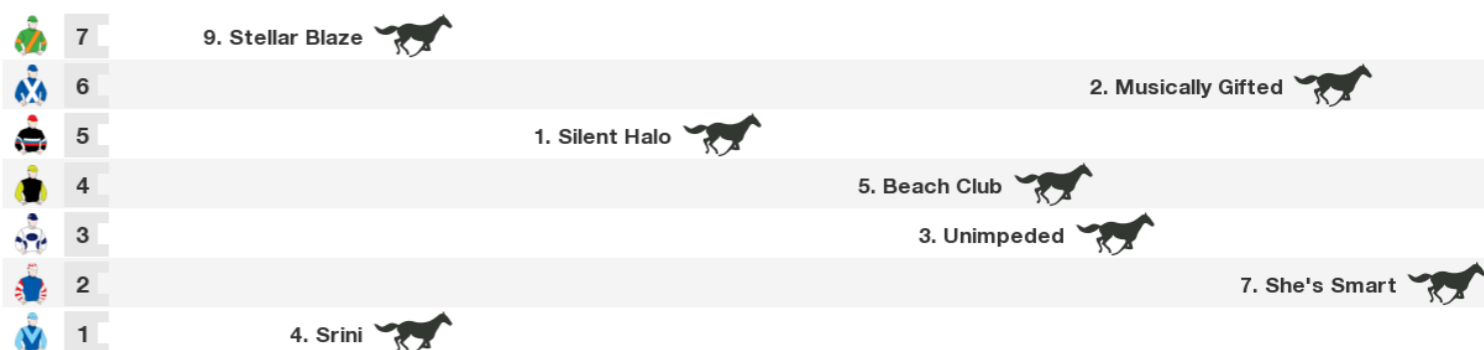 7 9. Stellar Blaze
6 2. Musically Gifted
5 1. Silent Halo
4 5. Beach Club
3 3. Unimpeded
2 7. She's Smart
1 4. Srini